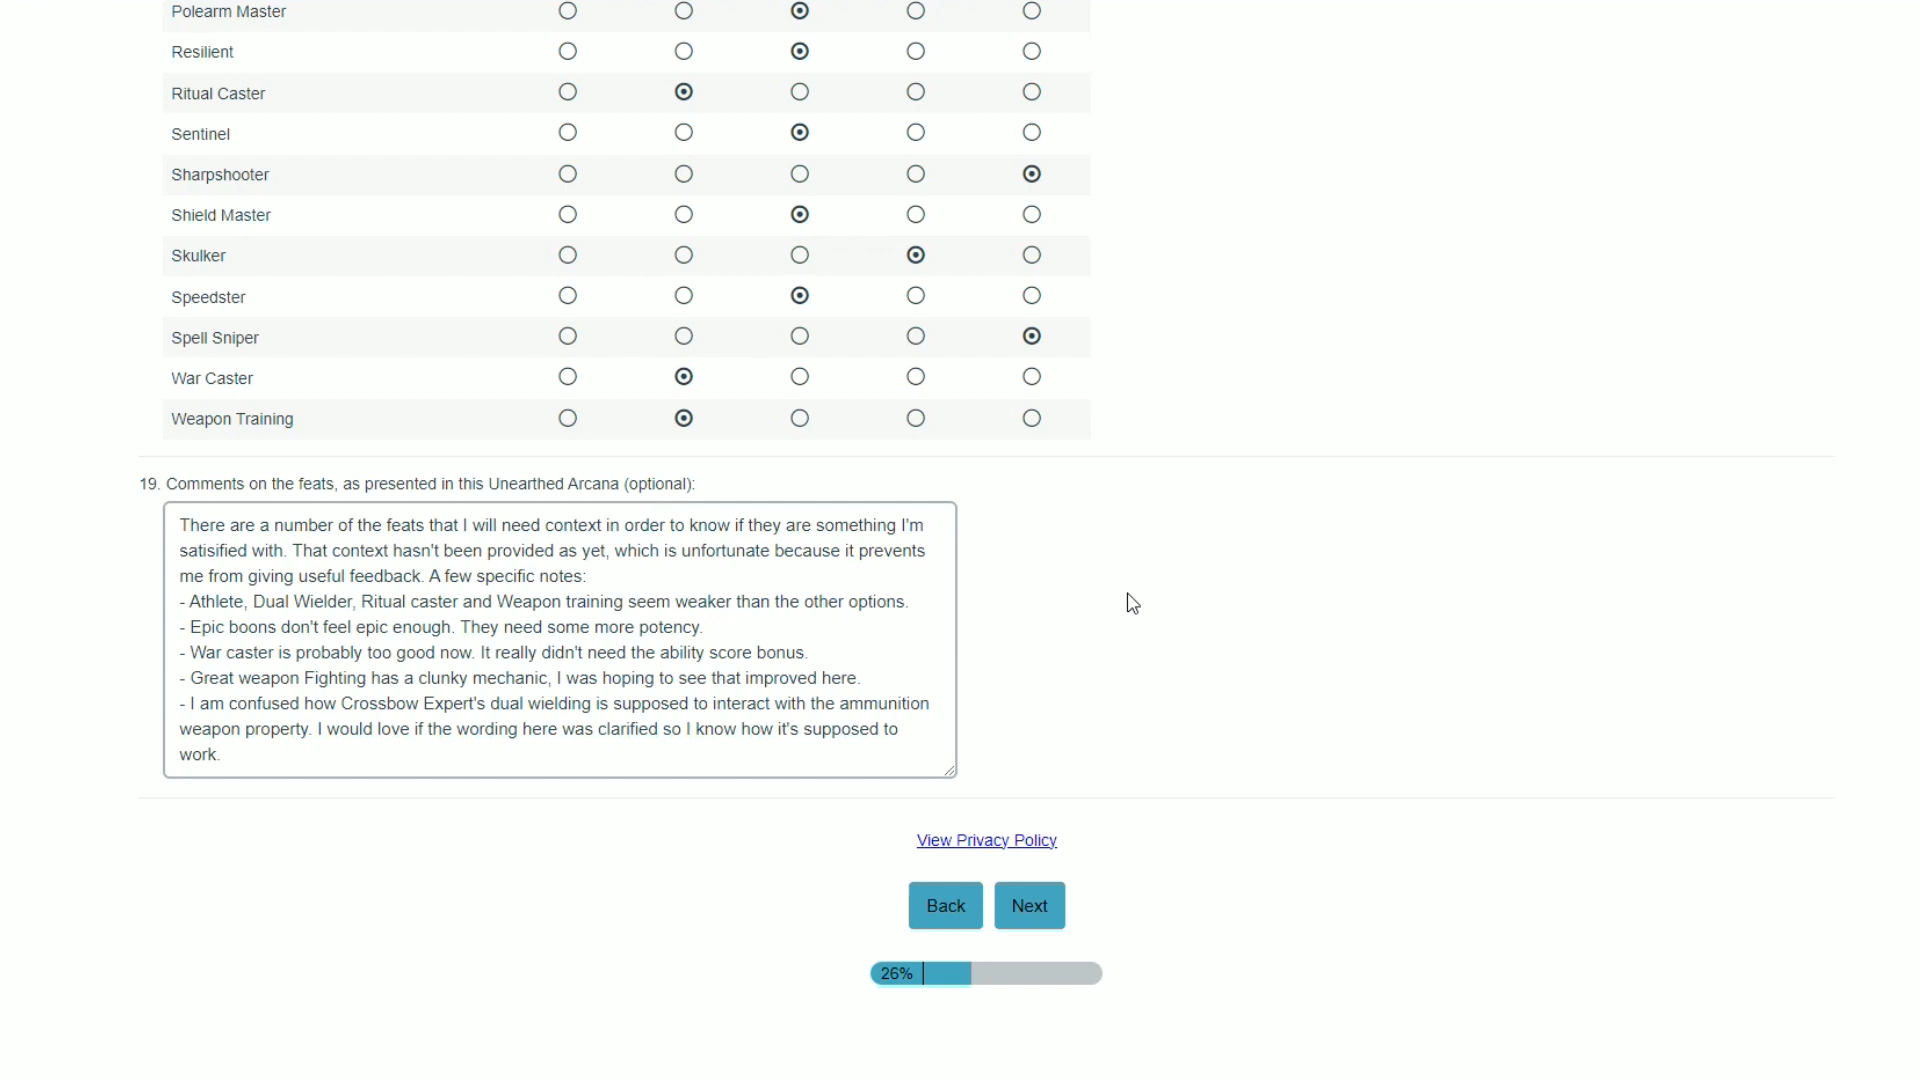 Polearm Master
Resilient
Ritual Caster
Sentinel
Sharpshooter
Shield Master
Skulker
Speedster
Spell Sniper
War Caster
Weapon Training
19. Comments on the feats, as presented in this Unearthed Arcana (optional):
There are a number of the feats that I will need context in order to know if they are something I'm
satisified with. That context hasn't been provided as yet, which is unfortunate because it prevents
me from giving useful feedback. A few specific notes:
- Athlete, Dual Wielder, Ritual caster and Weapon training seem weaker than the other options.
- Epic boons don't feel epic enough. They need some more potency.
- War caster is probably too good now. It really didn't need the ability score bonus.
- Great weapon Fighting has a clunky mechanic, I was hoping to see that improved here.
- I am confused how Crossbow Expert's dual wielding is supposed to interact with the ammunition
weapon property. I would love if the wording here was clarified so I know how it's supposed to
work.
View Privacy Policy
Back Next
26%